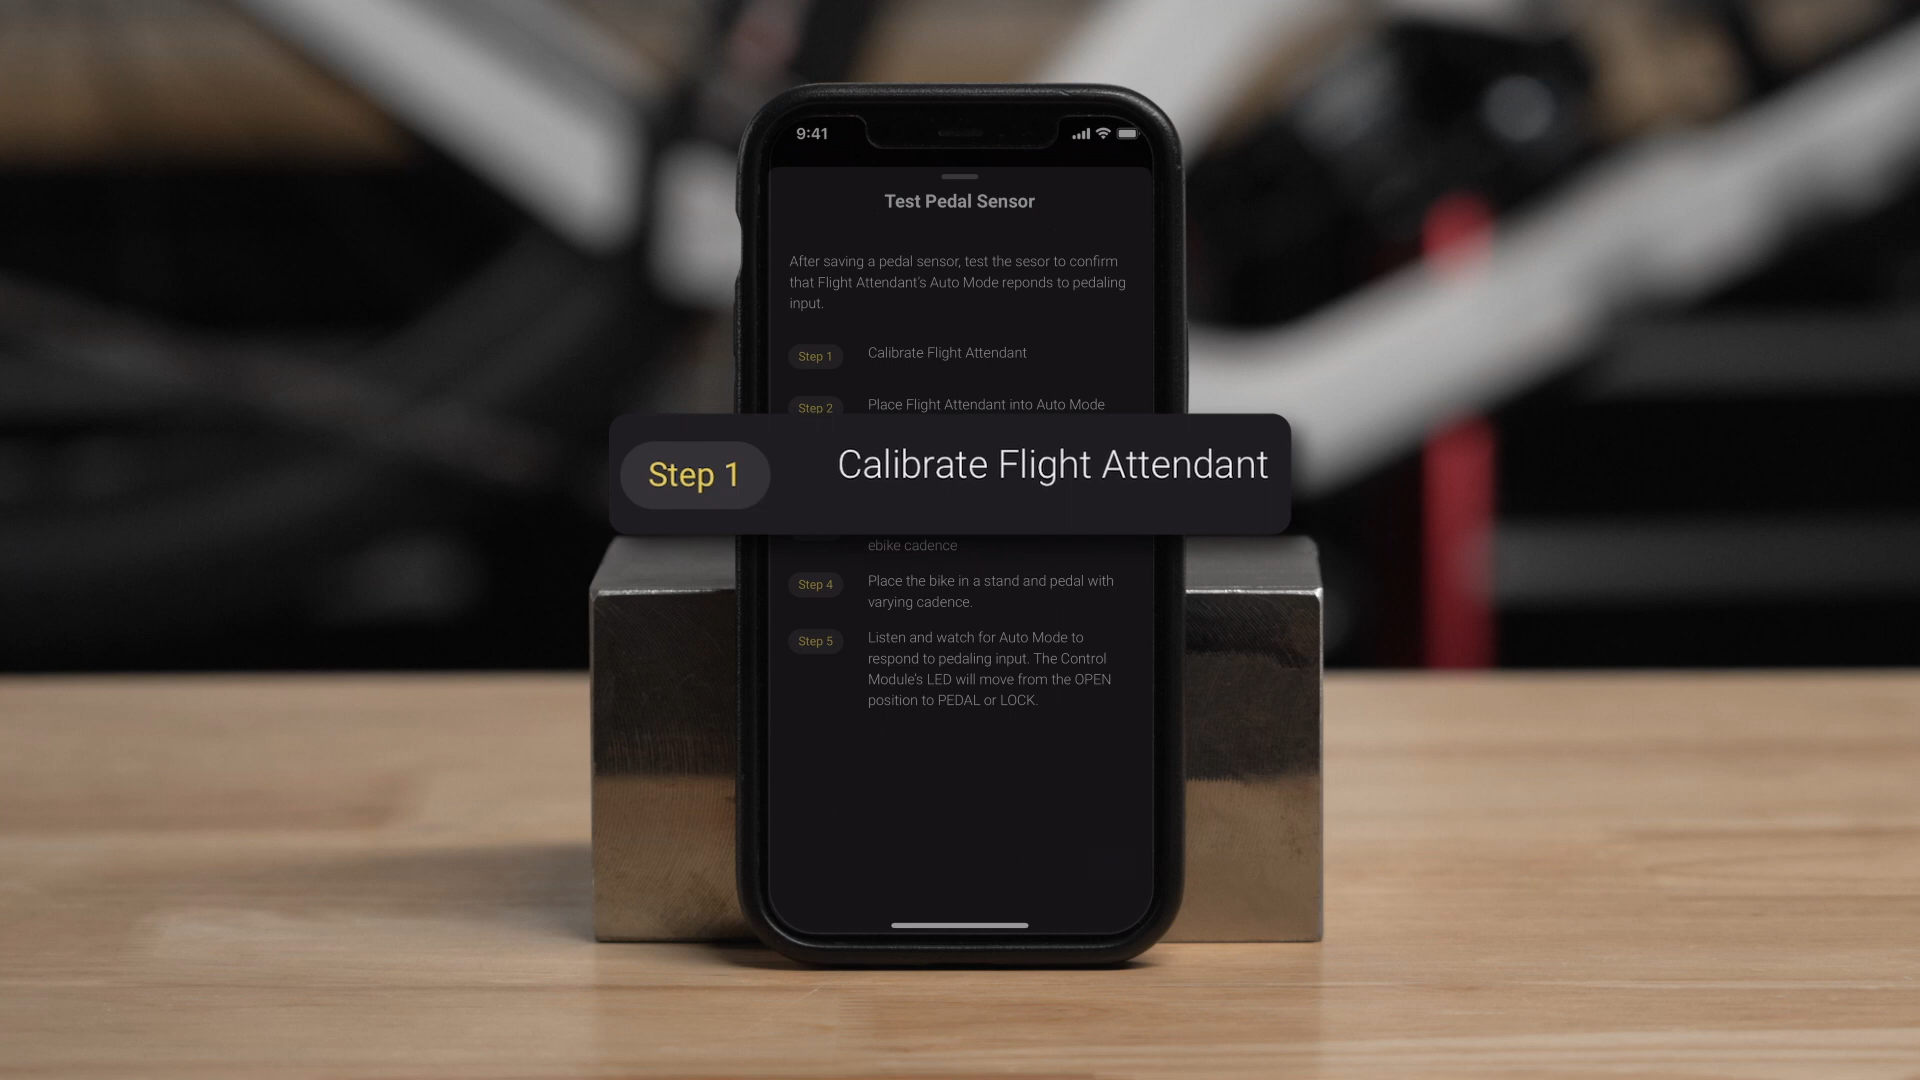 9:41
Test Pedal Sensor
After saving a pedal sensor, test the sesor to confirm
that Flight Attendant's Auto Mode reponds to pedaling
input.
Step 1 Calibrate Flight Attendant
Step 2 Place Flight Attendant into Auto Mode
Step 1 Calibrate Flight Attendant
ebike cadence
Step 4 Place the bike in a stand and pedal with
varying cadence.
Step 5 Listen and watch for Auto Mode to
respond to pedaling input. The Control
Module's LED will move from the OPEN
position to PEDAL or LOCK.